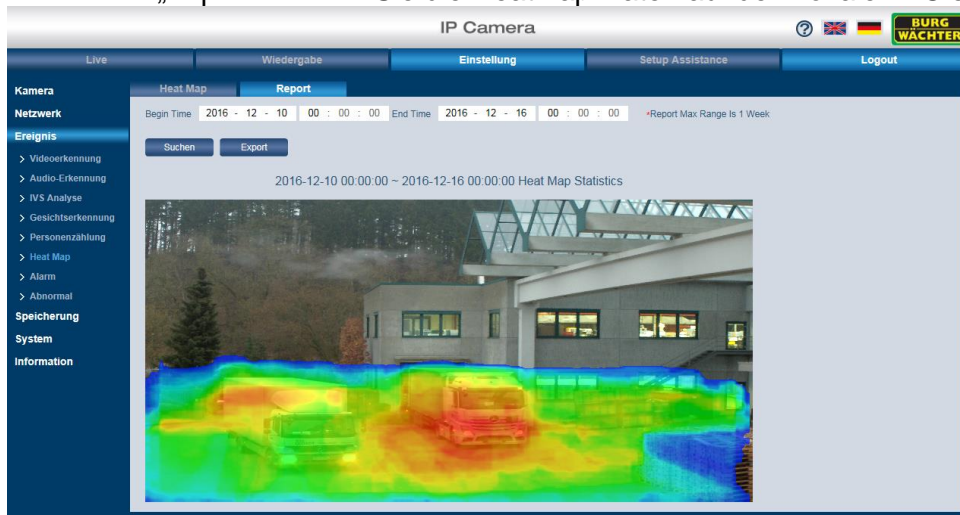 IP Camera
BURG
WÄCHTER
Live Wiedergabe Einstellung Setup Assistance Logout
Kamera
Netzwerk
Ereignis
> Videoerkennung
> Audio-Erkennung
> IVS Analyse
> Gesichtserkennung
> Personenzählung
> Heat Map
> Alarm
> Abnormal
Speicherung
System
Information
Heat Map Report
Begin Time 2016 - 12 - 10 00 : 00 : 00 End Time 2016 - 12 - 16 00 : 00 : 00 *Report Max Range Is 1 Week
Suchen Export
2016-12-10 00:00:00 ~ 2016-12-16 00:00:00 Heat Map Statistics